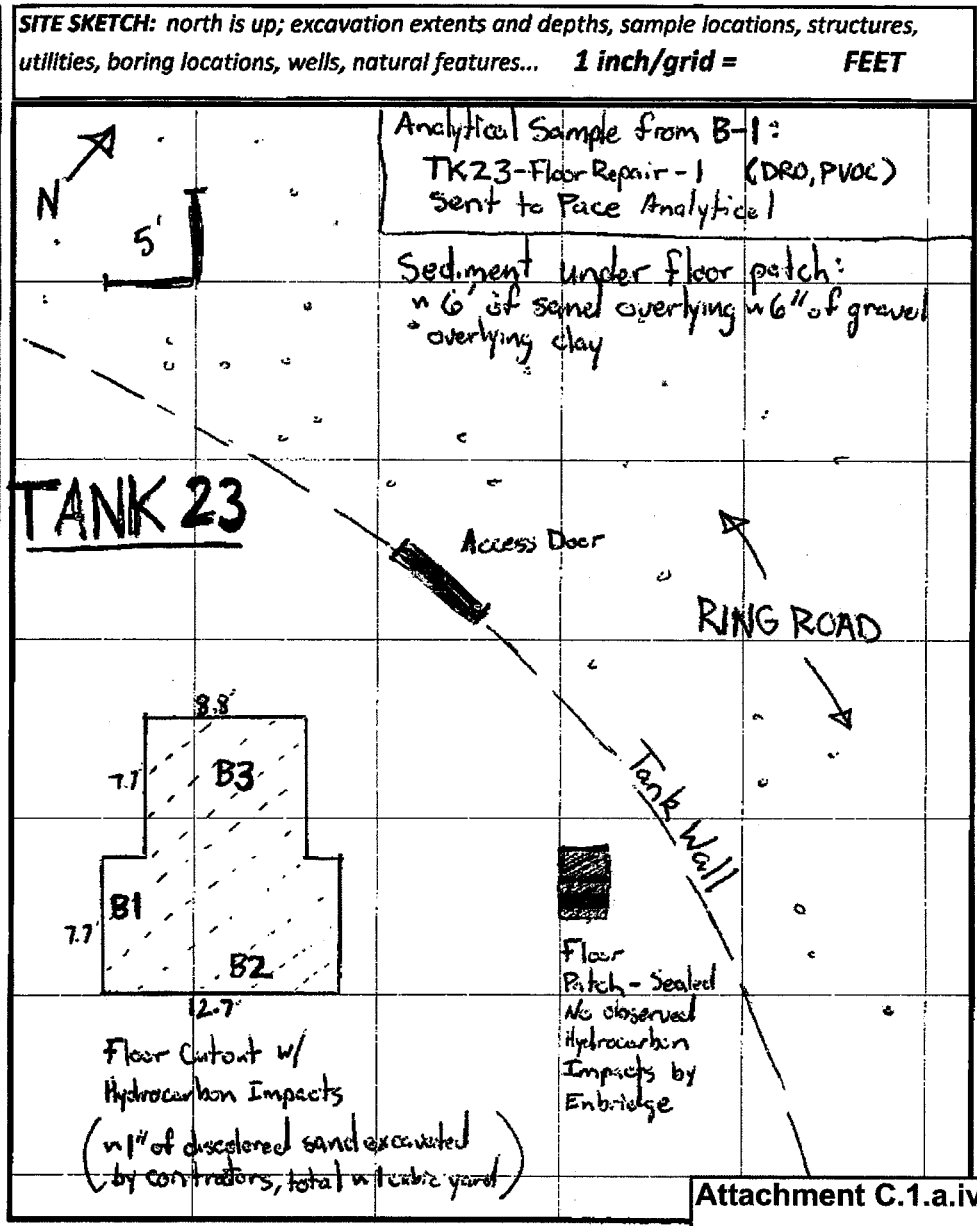 SITE SKETCH: north is up; excavation extents and depths, sample locations, structures,
utilities, boring locations, wells, natural features... 1 inch/grid = FEET
N
5'
Analytical Sample from B-1:
TK23-Floor Repair-1 (DRO, PVOC)
Sent to Pace Analytical
Sediment under floor patch:
~ 6' of sand overlying ~ 6" of gravel
overlying clay
TANK 23
Access Door
RING ROAD
Tank Wall
8.8'
7.7'
B3
B1
7.7'
B2
12.7'
Floor Cutout w/
Hydrocarbon Impacts
(~1" of discolored sand excavated
by contractors, total ~ 1 cubic yard)
Floor
Patch - Sealed
No observed
Hydrocarbon
Impacts by
Enbridge
Attachment C.1.a.iv